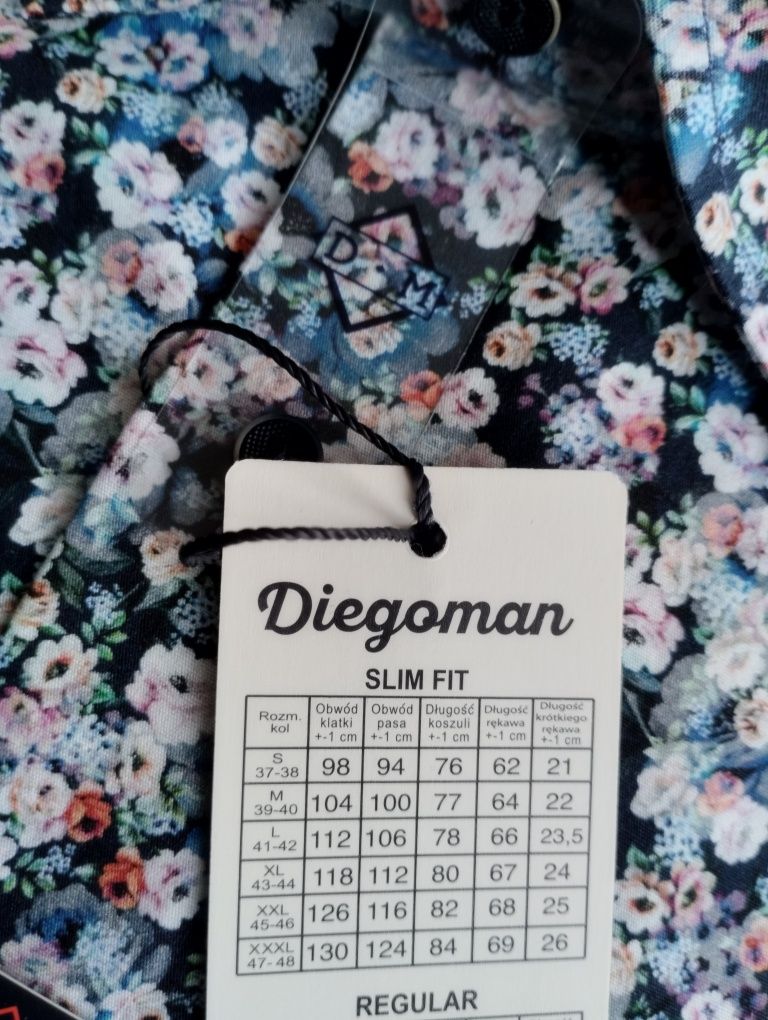 D M
Diegoman
SLIM FIT
Rozm. kol | Obwód klatki +-1 cm | Obwód pasa +-1 cm | Długość koszuli +-1 cm | Długość rękawa +-1 cm | Długość krótkiego rękawa +-1 cm
S 37-38 | 98 | 94 | 76 | 62 | 21
M 39-40 | 104 | 100 | 77 | 64 | 22
L 41-42 | 112 | 106 | 78 | 66 | 23,5
XL 43-44 | 118 | 112 | 80 | 67 | 24
XXL 45-46 | 126 | 116 | 82 | 68 | 25
XXXL 47-48 | 130 | 124 | 84 | 69 | 26
REGULAR